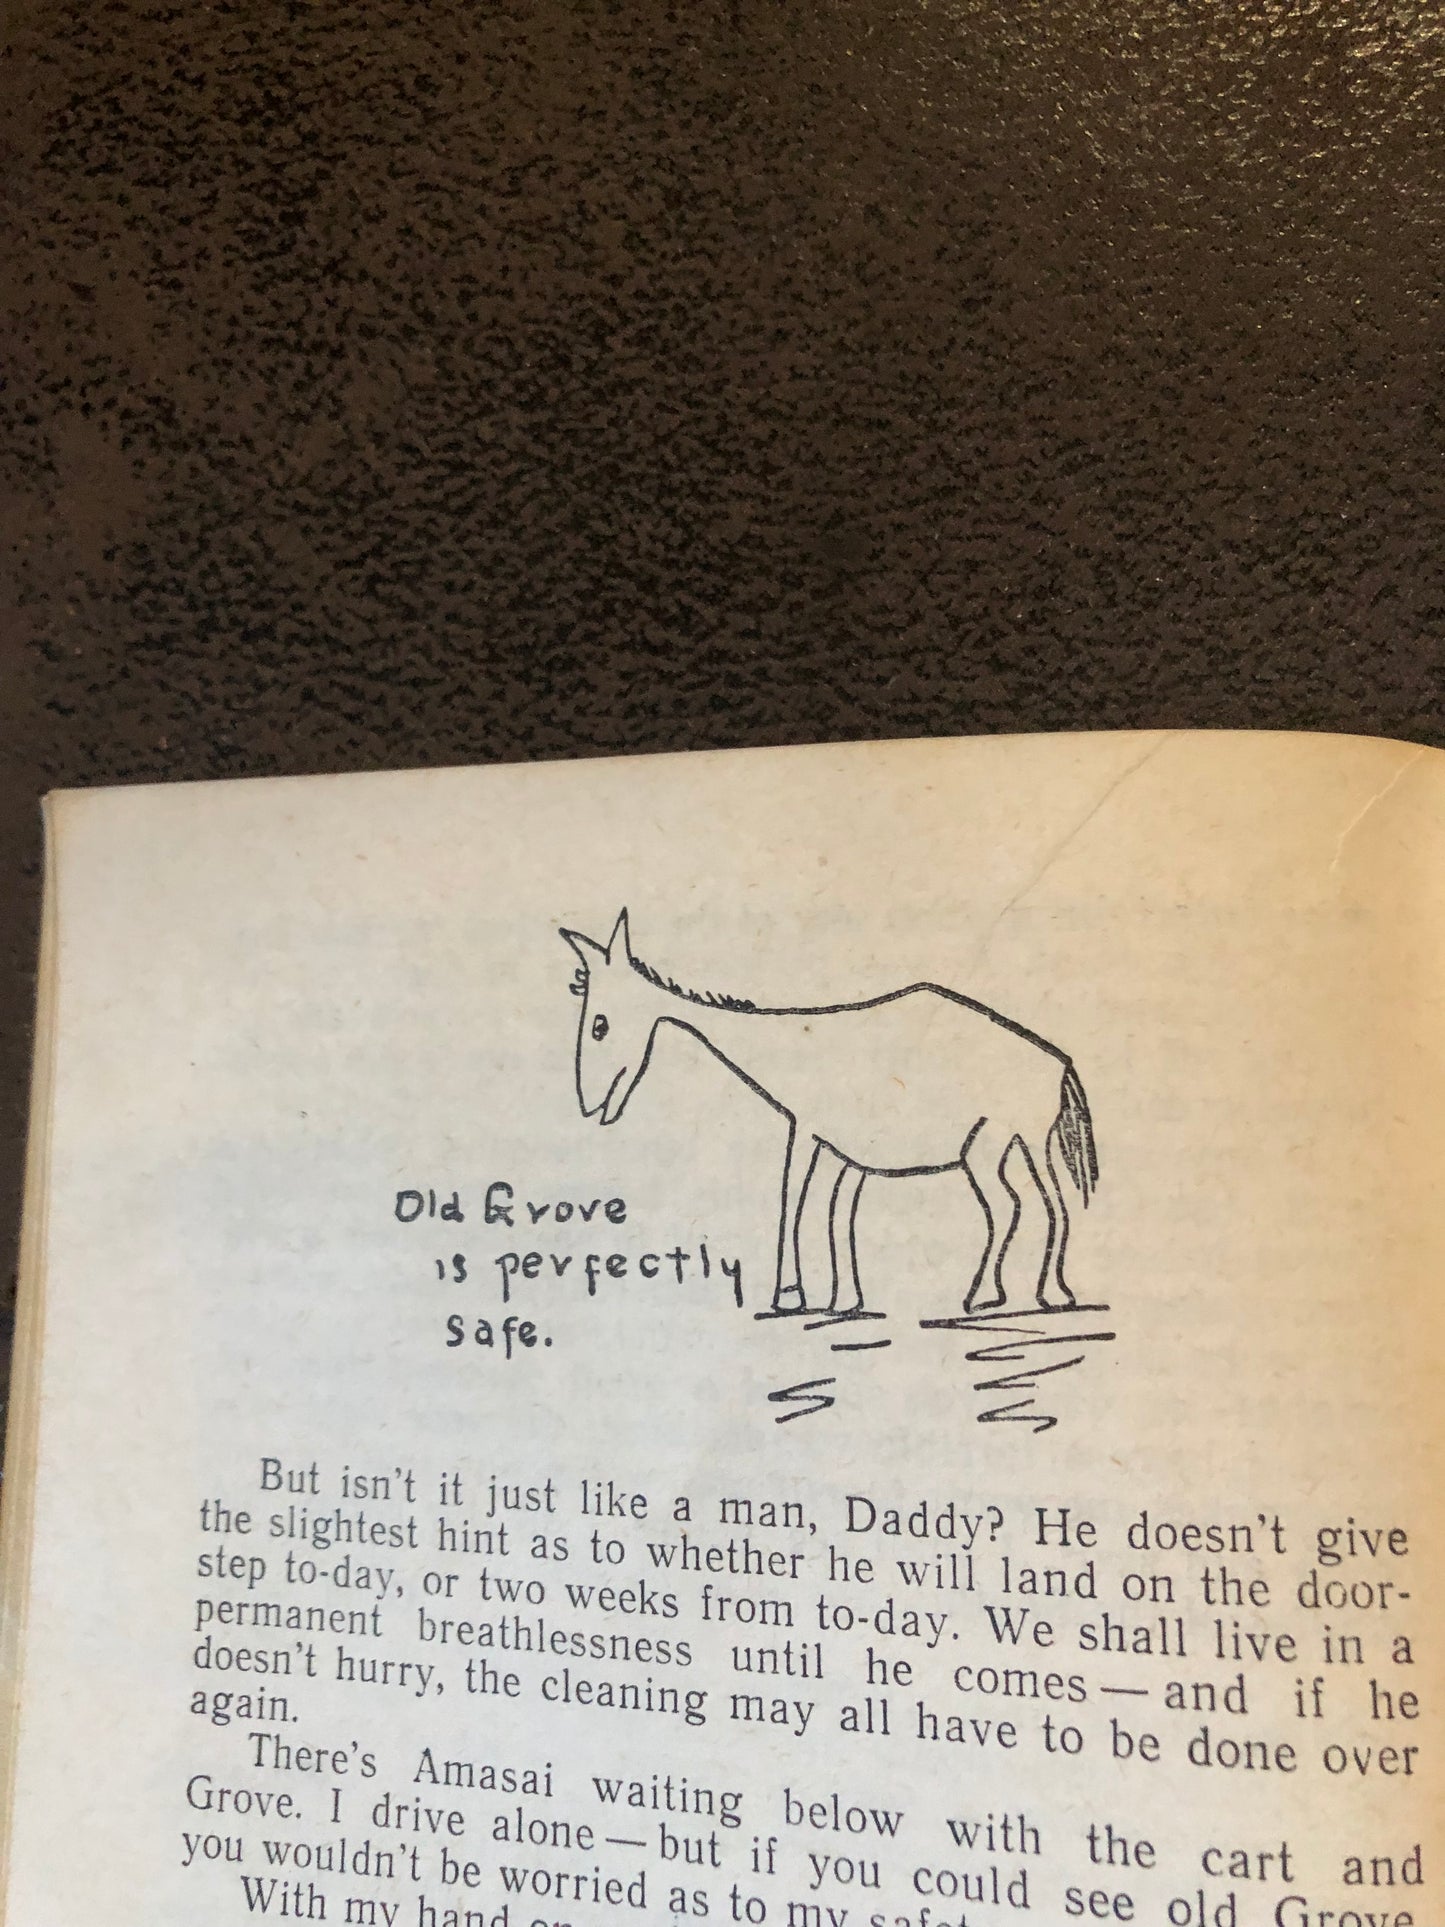 Old Grove
is perfectly
safe.
But isn't it just like a man, Daddy? He doesn't give
the slightest hint as to whether he will land on the door-
step to-day, or two weeks from to-day. We shall live in a
permanent breathlessness until he comes — and if he
doesn't hurry, the cleaning may all have to be done over
again.
There's Amasai waiting below with the cart and
Grove. I drive alone — but if you could see old Grove
you wouldn't be worried as to my
With my hand